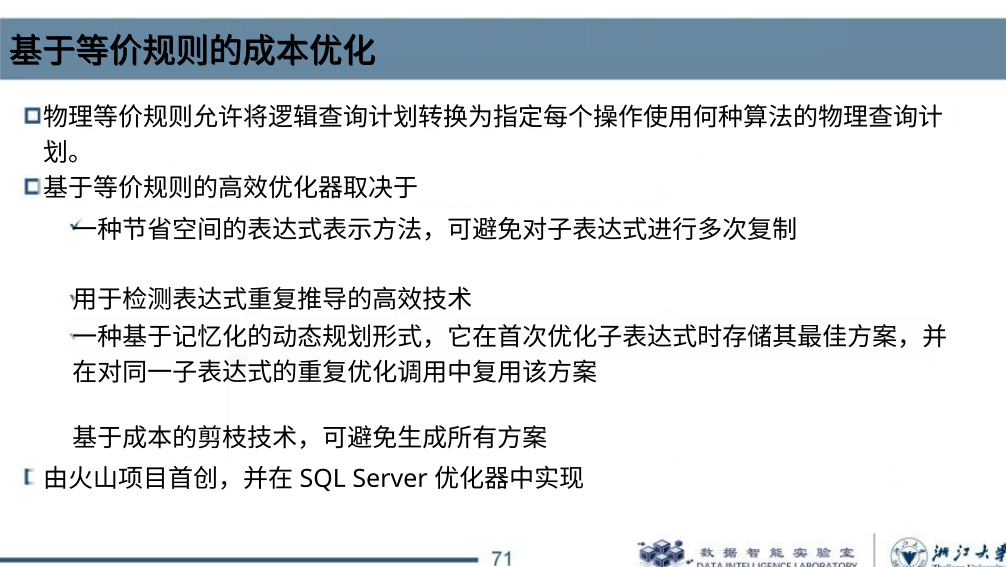 基于等价规则的成本优化
物理等价规则允许将逻辑查询计划转换为指定每个操作使用何种算法的物理查询计
划。
基于等价规则的高效优化器取决于
一种节省空间的表达式表示方法，可避免对子表达式进行多次复制
用于检测表达式重复推导的高效技术
一种基于记忆化的动态规划形式，它在首次优化子表达式时存储其最佳方案，并
在对同一子表达式的重复优化调用中复用该方案
基于成本的剪枝技术，可避免生成所有方案
由火山项目首创，并在 SQL Server 优化器中实现
71
数据智能实验室
DATA INTELLIGENCE LABORATORY
浙江大学